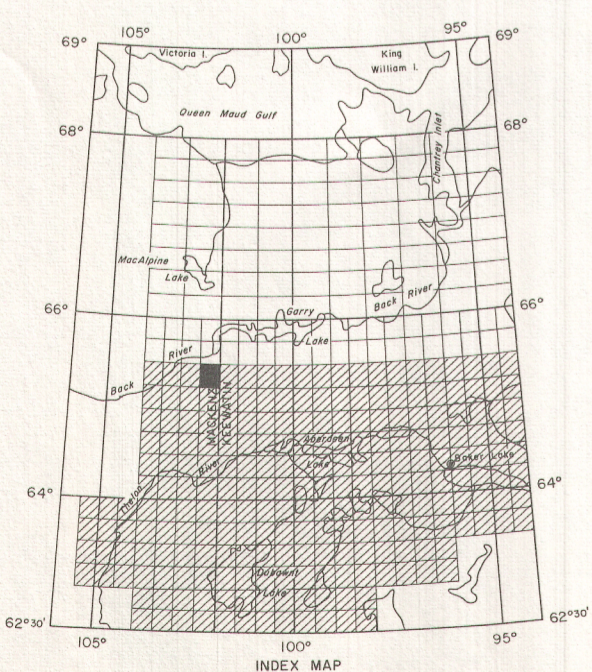 105°
100°
95°
69°
69°
Victoria I.
King
William I.
Queen Maud Gulf
68°
68°
Chantrey Inlet
MacAlpine
Lake
66°
66°
Garry
Lake
Back River
Back River
MACKENZIE
KEEWATIN
Aberdeen
Lake
Baker Lake
Thelon River
64°
64°
Dubawnt
Lake
62°30'
62°30'
105°
100°
95°
INDEX MAP